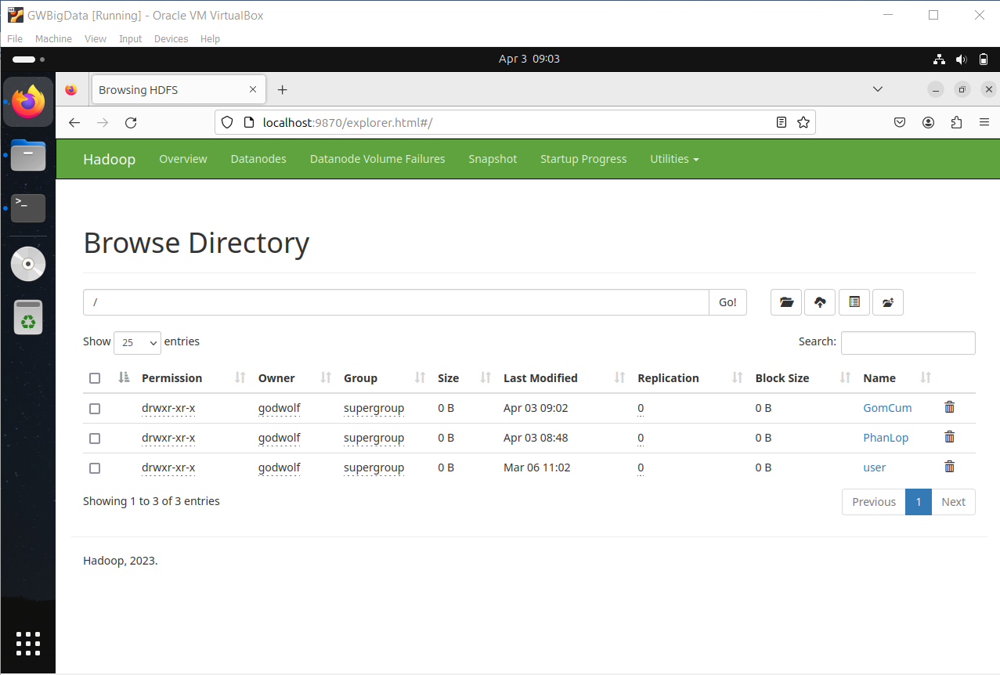 GWBigData [Running] - Oracle VM VirtualBox
File Machine View Input Devices Help
Apr 3 09:03
Browsing HDFS
localhost:9870/explorer.html#/
Hadoop Overview Datanodes Datanode Volume Failures Snapshot Startup Progress Utilities
Browse Directory
/ Go!
Show 25 entries Search:
Permission Owner Group Size Last Modified Replication Block Size Name
drwxr-xr-x godwolf supergroup 0 B Apr 03 09:02 0 0 B GomCum
drwxr-xr-x godwolf supergroup 0 B Apr 03 08:48 0 0 B PhanLop
drwxr-xr-x godwolf supergroup 0 B Mar 06 11:02 0 0 B user
Showing 1 to 3 of 3 entries Previous 1 Next
Hadoop, 2023.